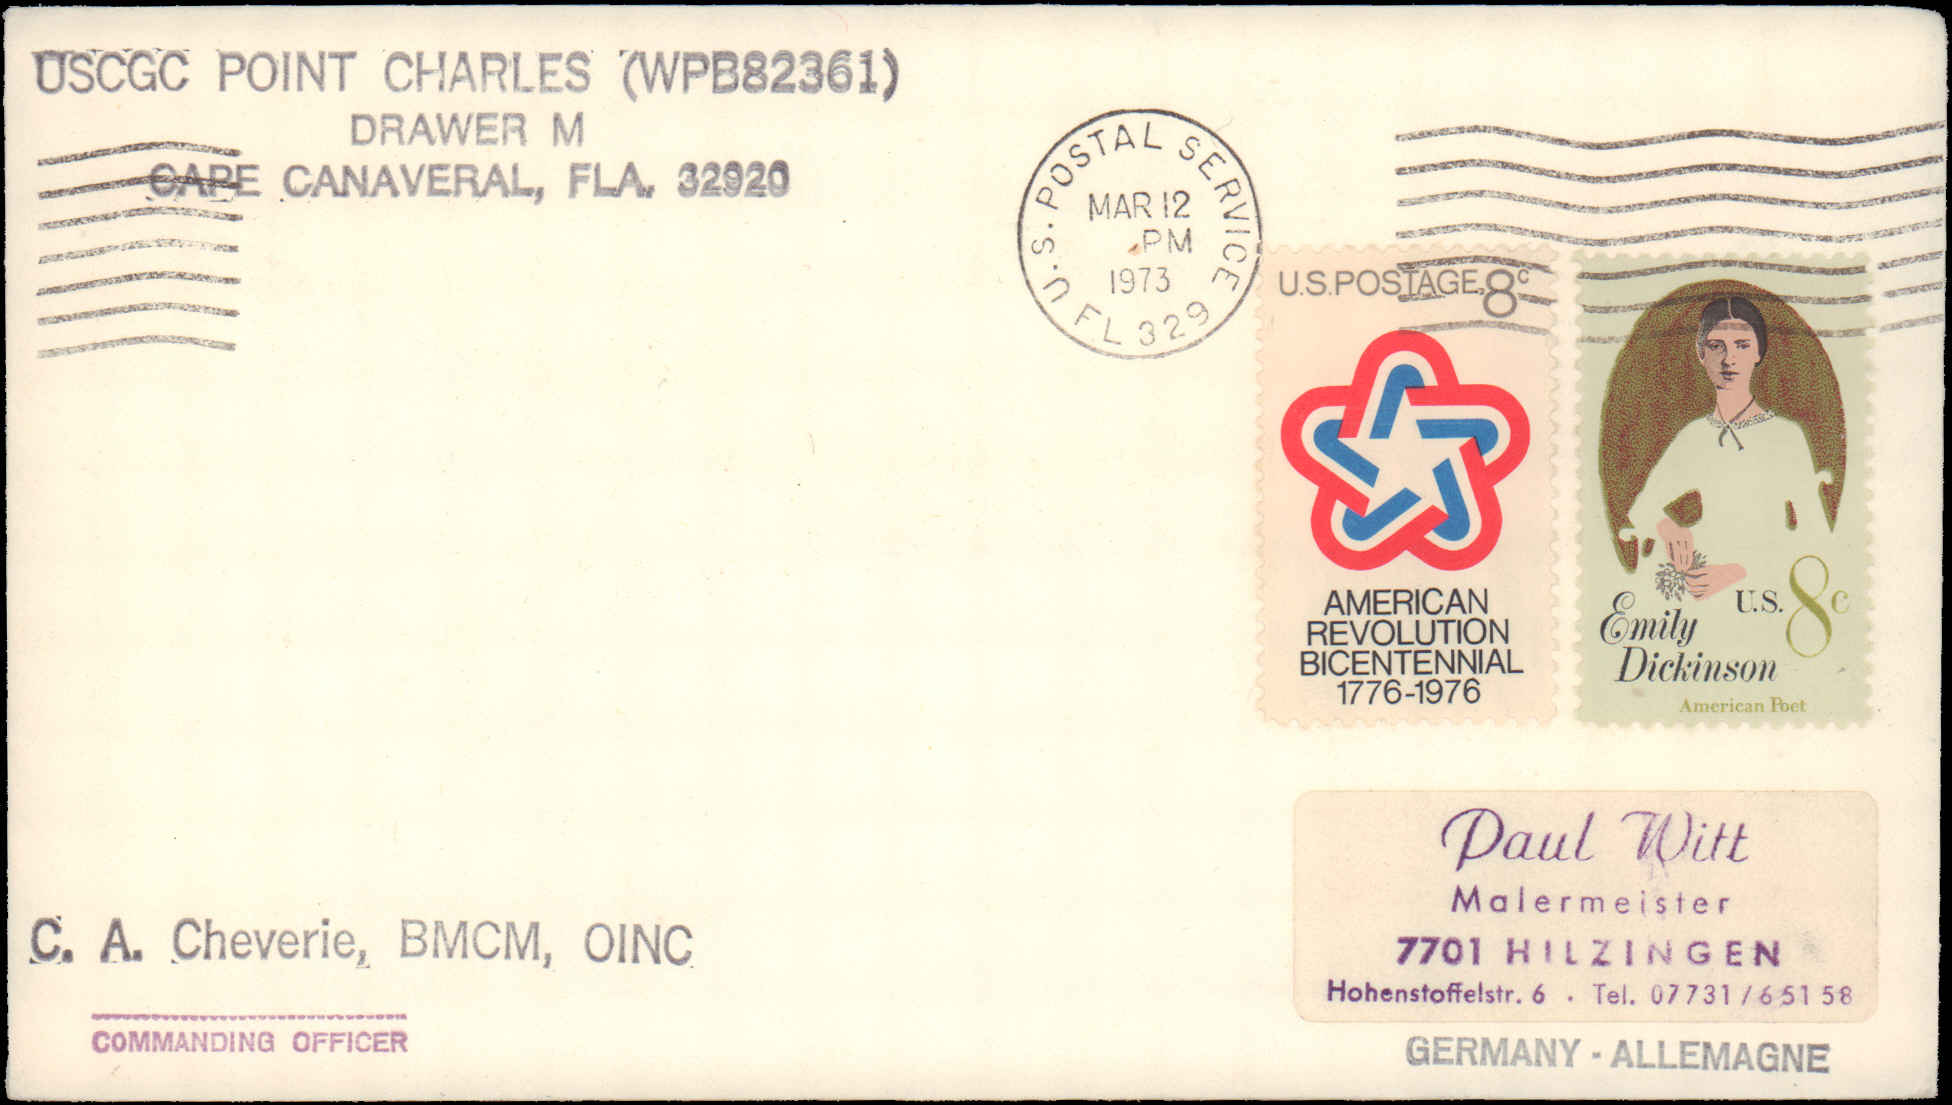 USCGC POINT CHARLES (WPB82361)
DRAWER M
CAPE CANAVERAL, FLA. 32920
U.S. POSTAL SERVICE
MAR 12
PM
1973
FL 329
U.S.POSTAGE 8c
AMERICAN
REVOLUTION
BICENTENNIAL
1776-1976
U.S. 8c
Emily
Dickinson
American Poet
Paul Witt
Malermeister
7701 HILZINGEN
Hohenstoffelstr. 6 · Tel. 07731/65158
GERMANY - ALLEMAGNE
C. A. Cheverie, BMCM, OINC
COMMANDING OFFICER